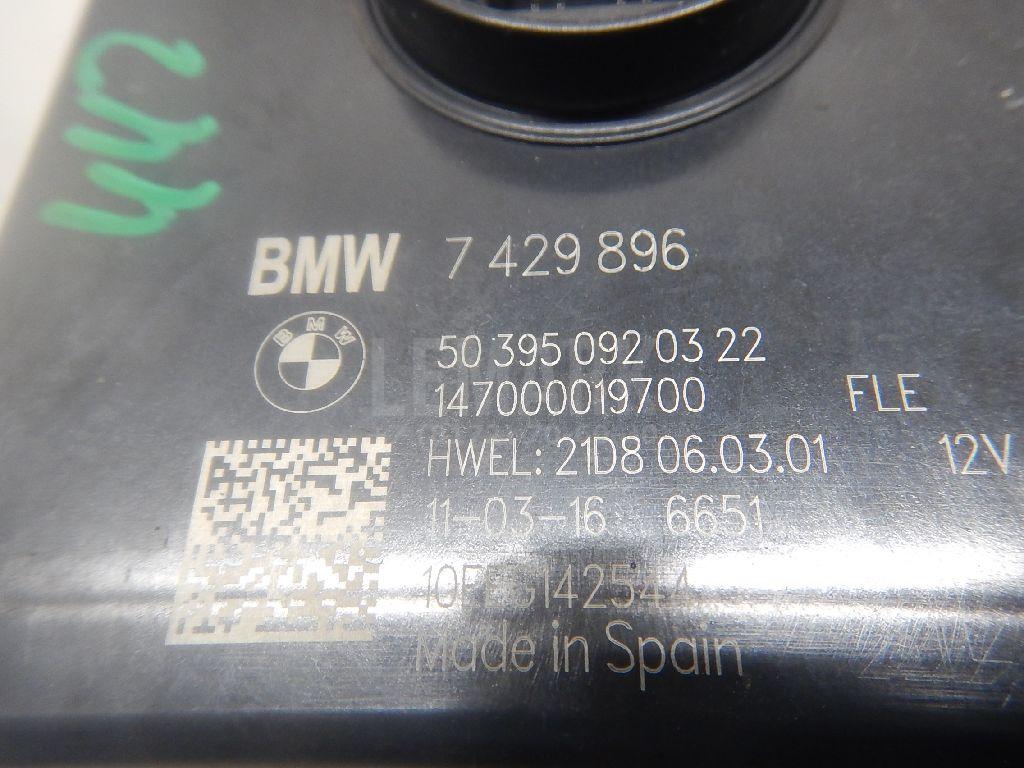 BMW 7 429 896
BMW
50 395 092 03 22
147000019700 FLE
HWEL: 21D8 06.03.01 12V
11-03-16 6651
Made in Spain